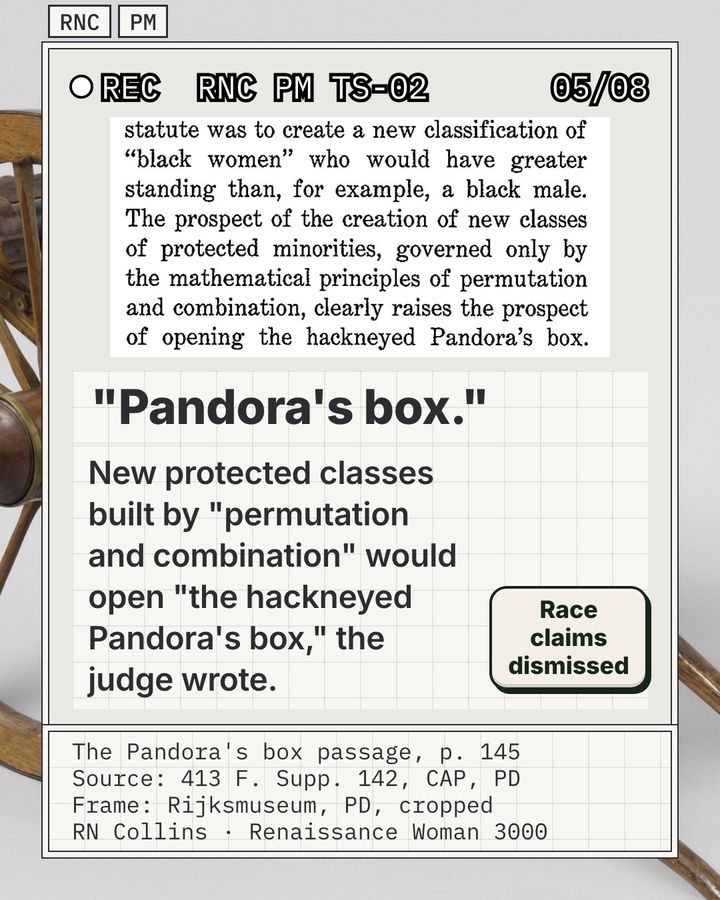 RNC PM
REC RNC PM TS-02 05/08
statute was to create a new classification of
“black women” who would have greater
standing than, for example, a black male.
The prospect of the creation of new classes
of protected minorities, governed only by
the mathematical principles of permutation
and combination, clearly raises the prospect
of opening the hackneyed Pandora’s box.
"Pandora's box."
New protected classes
built by "permutation
and combination" would
open "the hackneyed
Pandora's box," the
judge wrote.
Race
claims
dismissed
The Pandora's box passage, p. 145
Source: 413 F. Supp. 142, CAP, PD
Frame: Rijksmuseum, PD, cropped
RN Collins · Renaissance Woman 3000